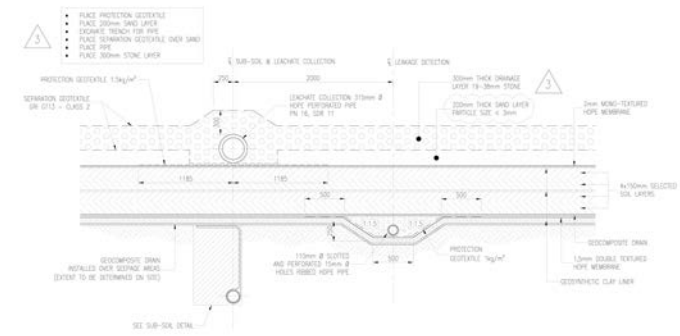 3
• PLACE PROTECTION GEOTEXTILE
• PLACE 200mm SAND LAYER
• EXCAVATE TRENCH FOR PIPE
• PLACE SEPARATION GEOTEXTILE OVER SAND
• PLACE PIPE
• PLACE 300mm STONE LAYER
SUB-SOIL & LEACHATE COLLECTION
LEAKAGE DETECTION
250
2000
PROTECTION GEOTEXTILE 1.5kg/m²
SEPARATION GEOTEXTILE
GRI GT13 - CLASS 2
LEACHATE COLLECTION 315mm Ø
HDPE PERFORATED PIPE
PN 16, SDR 11
300mm THICK DRAINAGE
LAYER 19-38mm STONE
3
200mm THICK SAND LAYER
PARTICLE SIZE < 3mm
2mm MONO-TEXTURED
HDPE MEMBRANE
300
1185
1185
500
500
4x150mm SELECTED
SOIL LAYERS
1:1.5
1:1.5
500
GEOCOMPOSITE DRAIN
INSTALLED OVER SEEPAGE AREAS
(EXTENT TO BE DETERMINED ON SITE)
110mm Ø SLOTTED
AND PERFORATED 15mm Ø
HOLES RIBBED HDPE PIPE
PROTECTION
GEOTEXTILE 1kg/m²
GEOCOMPOSITE DRAIN
1.5mm DOUBLE TEXTURED
HDPE MEMBRANE
GEOSYNTHETIC CLAY LINER
SEE SUB-SOIL DETAIL